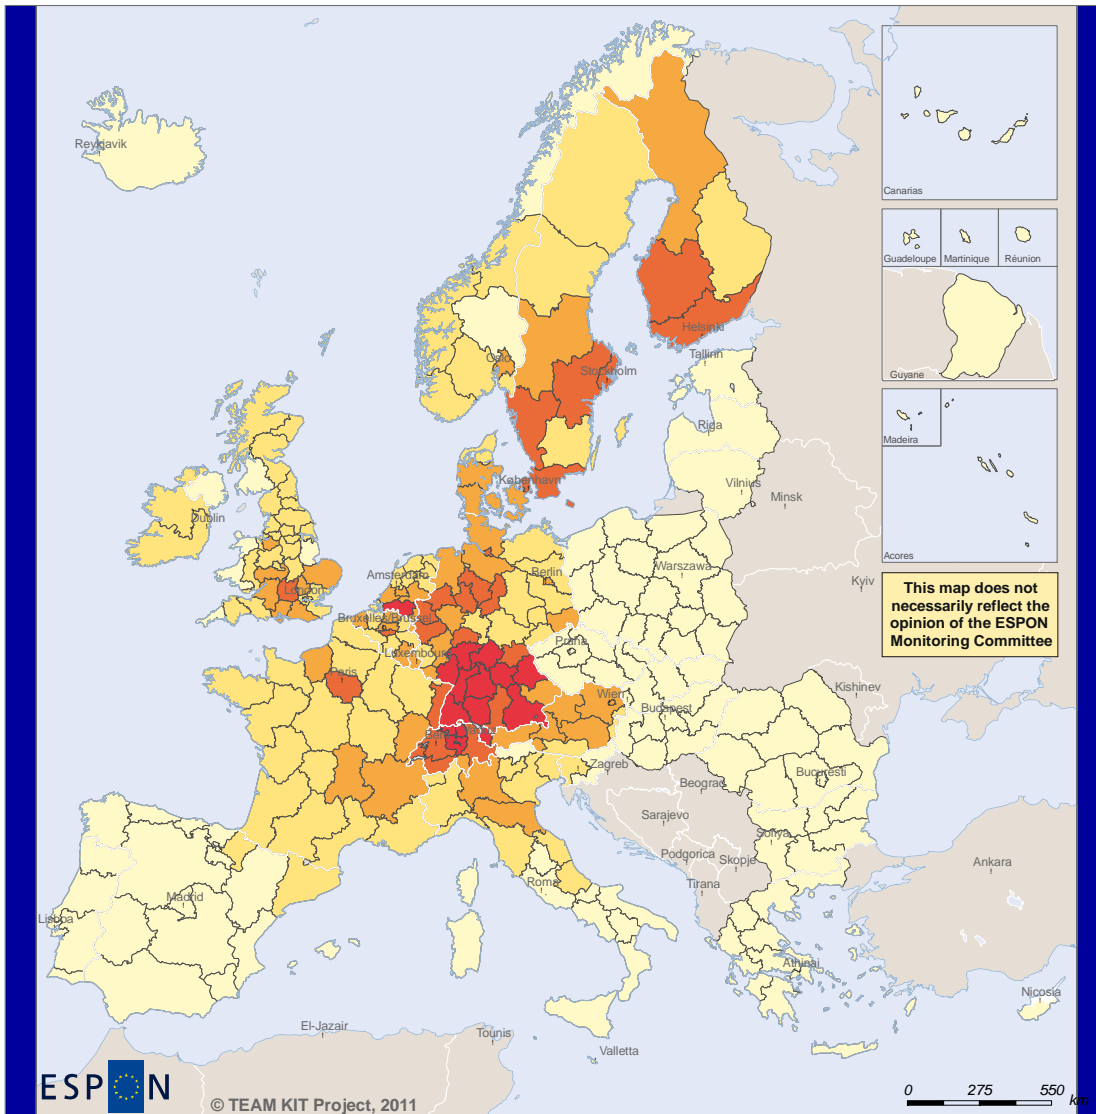 Reykjavik
Canarias
Guadeloupe
Martinique
Réunion
Guyane
Helsinki
Tallinn
Oslo
Stockholm
Madeira
Riga
København
Vilnius
Minsk
Dublin
Acores
Amsterdam
Berlin
Warszawa
London
Kyiv
This map does not
necessarily reflect the
opinion of the ESPON
Monitoring Committee
Bruxelles/Brussel
Praha
Luxembourg
Paris
Kishinev
Wien
Budapest
Bern
Vaduz
Zagreb
Bucuresti
Beograd
Sarajevo
Sofiya
Podgorica
Skopje
Ankara
Tirana
Roma
Madrid
Lisboa
Athinai
Nicosia
El-Jazair
Tounis
Valletta
ESPON
© TEAM KIT Project, 2011
0 275 550
km